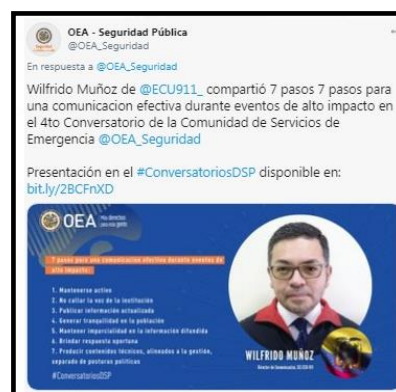 OEA - Seguridad Pública
@OEA_Seguridad
En respuesta a @OEA_Seguridad
Wilfrido Muñoz de @ECU911_ compartió 7 pasos 7 pasos para
una comunicacion efectiva durante eventos de alto impacto en
el 4to Conversatorio de la Comunidad de Servicios de
Emergencia @OEA_Seguridad
Presentación en el #ConversatoriosDSP disponible en:
bit.ly/2BCFnXD
OEA Más derechos
para más gente
7 pasos para una comunicacion efectiva durante eventos de
alto impacto:
1. Mantenerse activo
2. No callar la voz de la institución
3. Publicar información actualizada
4. Generar tranquilidad en la población
5. Mantener imparcialidad en la información difundida
6. Brindar respuesta oportuna
7. Producir contenidos técnicos, alineados a la gestión,
separado de posturas políticas
#ConversatoriosDSP
WILFRIDO MUÑOZ